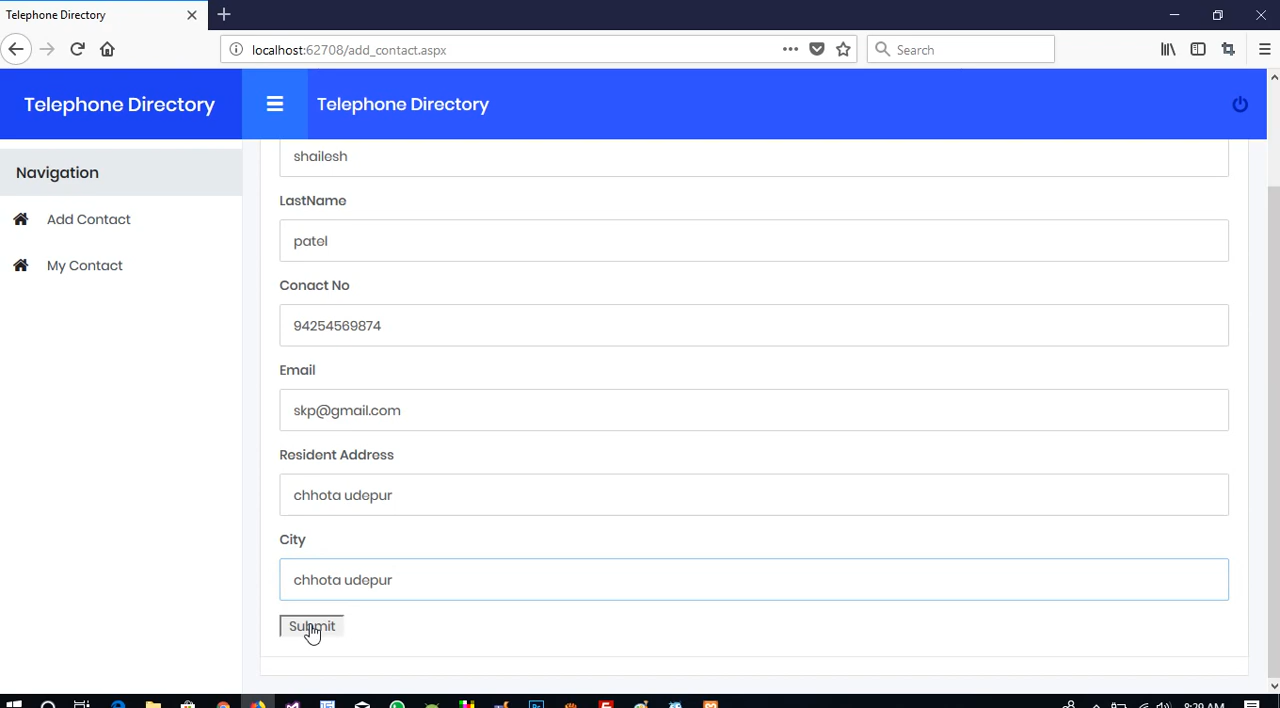 Telephone Directory
localhost:62708/add_contact.aspx
Search
Telephone Directory
Telephone Directory
Navigation
Add Contact
My Contact
shailesh
LastName
patel
Conact No
94254569874
Email
skp@gmail.com
Resident Address
chhota udepur
City
chhota udepur
Submit